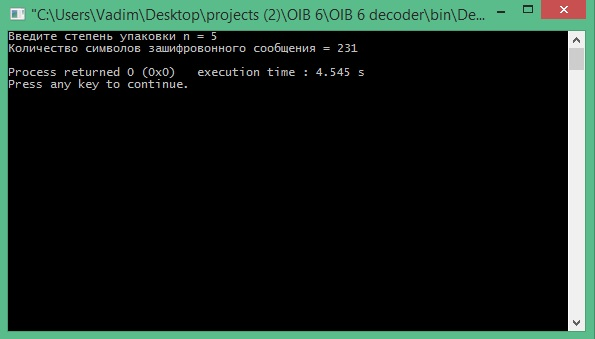 "C:\Users\Vadim\Desktop\projects (2)\OIB 6\OIB 6 decoder\bin\De...
Введите степень упаковки n = 5
Количество символов зашифровонного сообщения = 231
Process returned 0 (0x0)   execution time : 4.545 s
Press any key to continue.